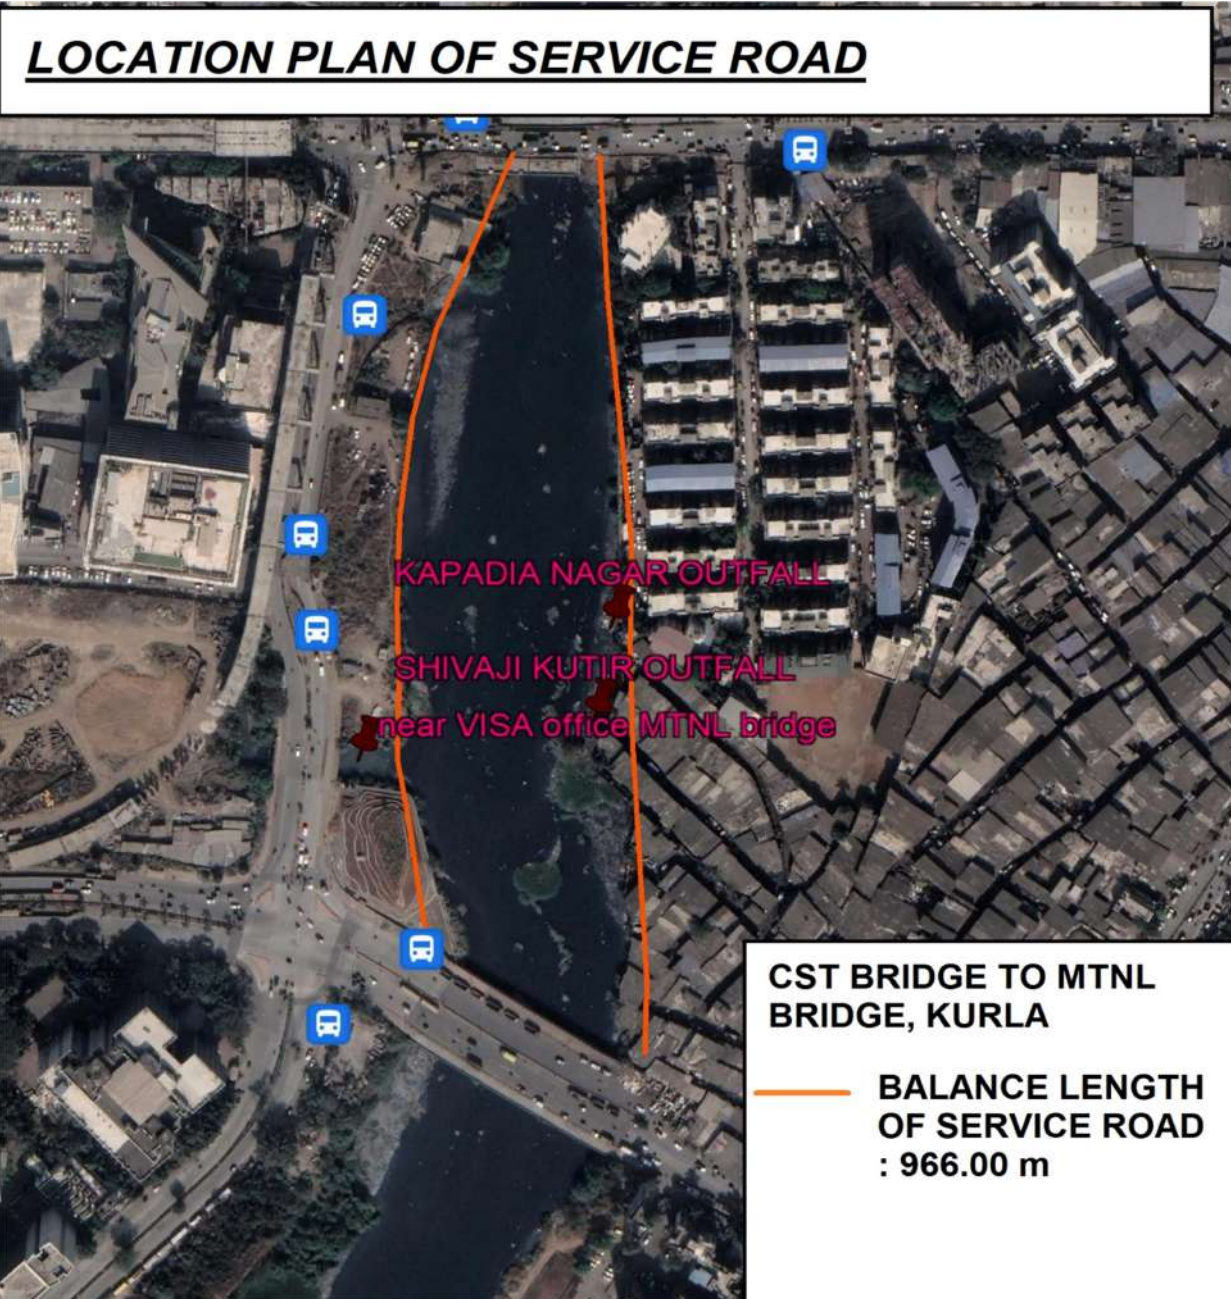 LOCATION PLAN OF SERVICE ROAD
KAPADIA NAGAR OUTFALL
SHIVAJI KUTIR OUTFALL
near VISA office MTNL bridge
CST BRIDGE TO MTNL
BRIDGE, KURLA
BALANCE LENGTH
OF SERVICE ROAD
: 966.00 m